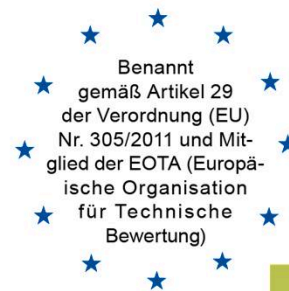 Benannt
gemäß Artikel 29
der Verordnung (EU)
Nr. 305/2011 und Mit-
glied der EOTA (Europä-
ische Organisation
für Technische
Bewertung)